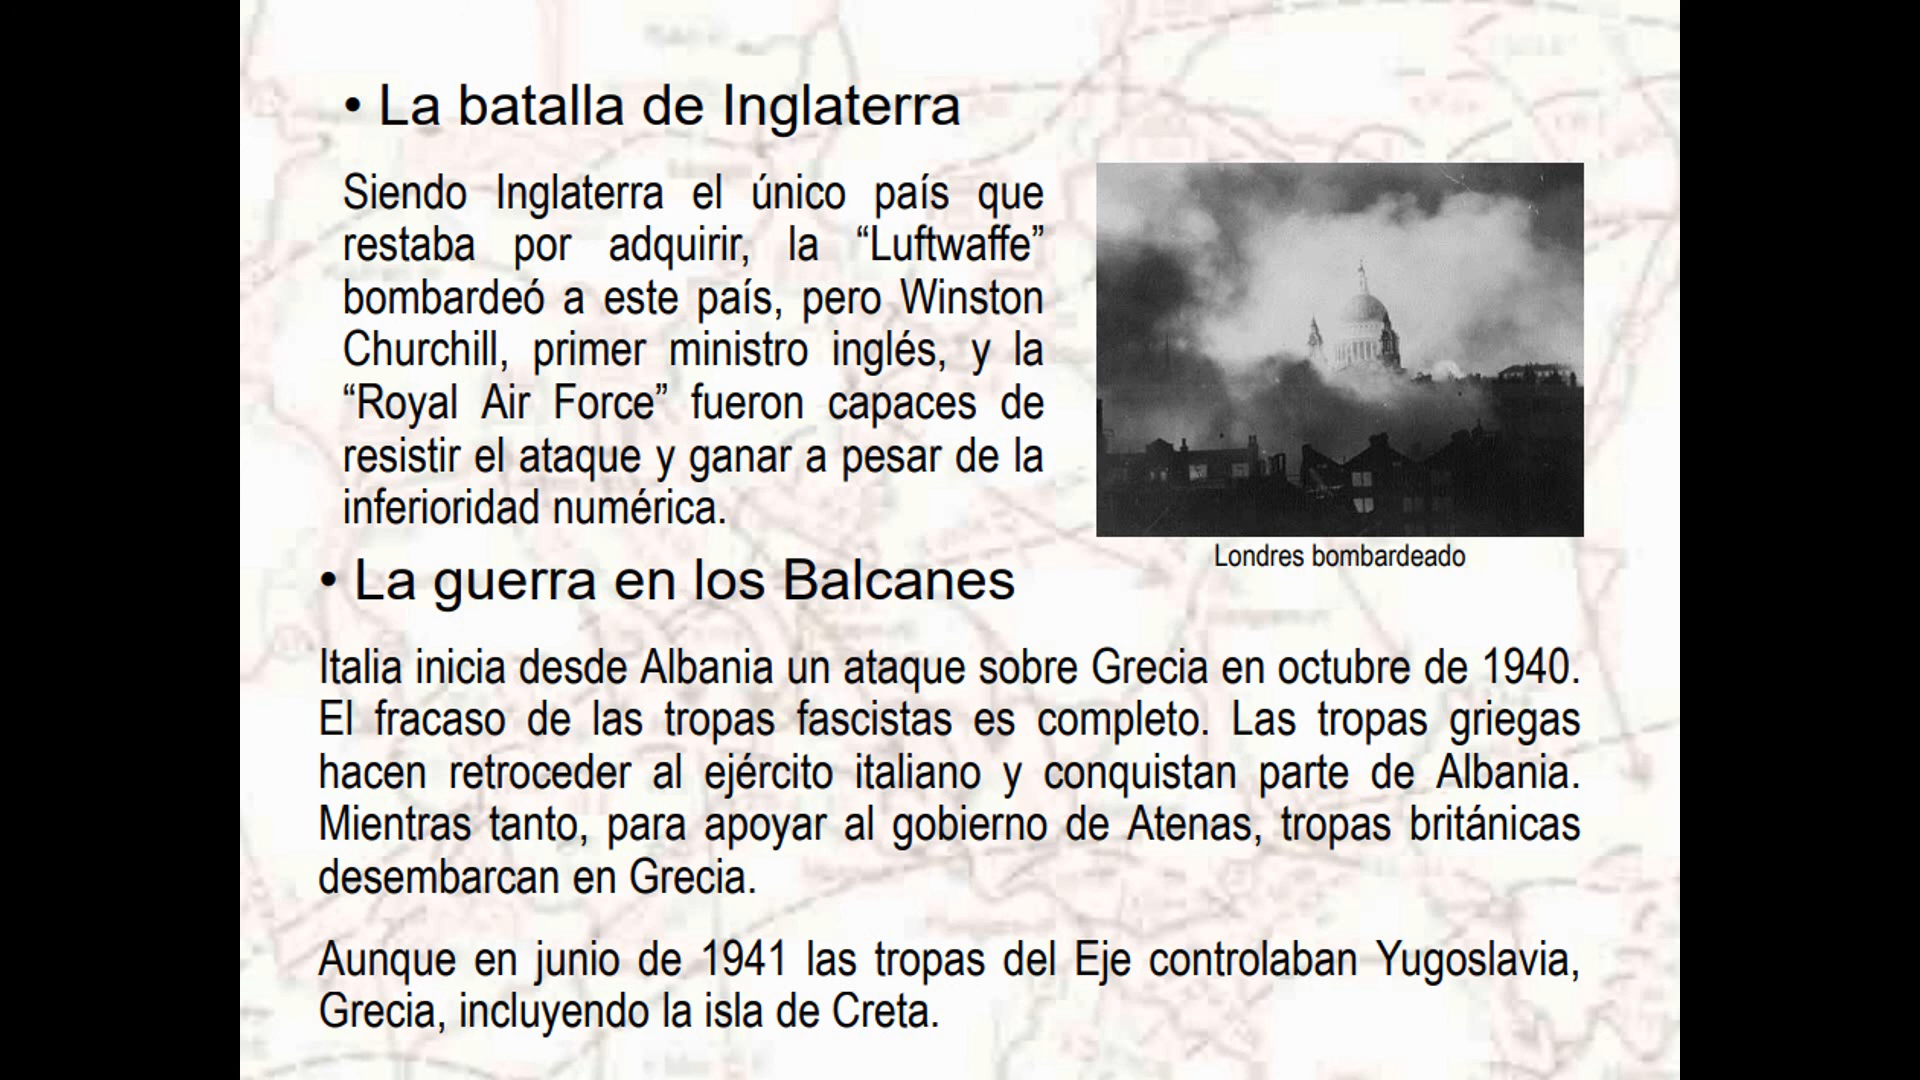 • La batalla de Inglaterra
Siendo Inglaterra el único país que
restaba por adquirir, la “Luftwaffe”
bombardeó a este país, pero Winston
Churchill, primer ministro inglés, y la
“Royal Air Force” fueron capaces de
resistir el ataque y ganar a pesar de la
inferioridad numérica.
Londres bombardeado
• La guerra en los Balcanes
Italia inicia desde Albania un ataque sobre Grecia en octubre de 1940.
El fracaso de las tropas fascistas es completo. Las tropas griegas
hacen retroceder al ejército italiano y conquistan parte de Albania.
Mientras tanto, para apoyar al gobierno de Atenas, tropas británicas
desembarcan en Grecia.
Aunque en junio de 1941 las tropas del Eje controlaban Yugoslavia,
Grecia, incluyendo la isla de Creta.